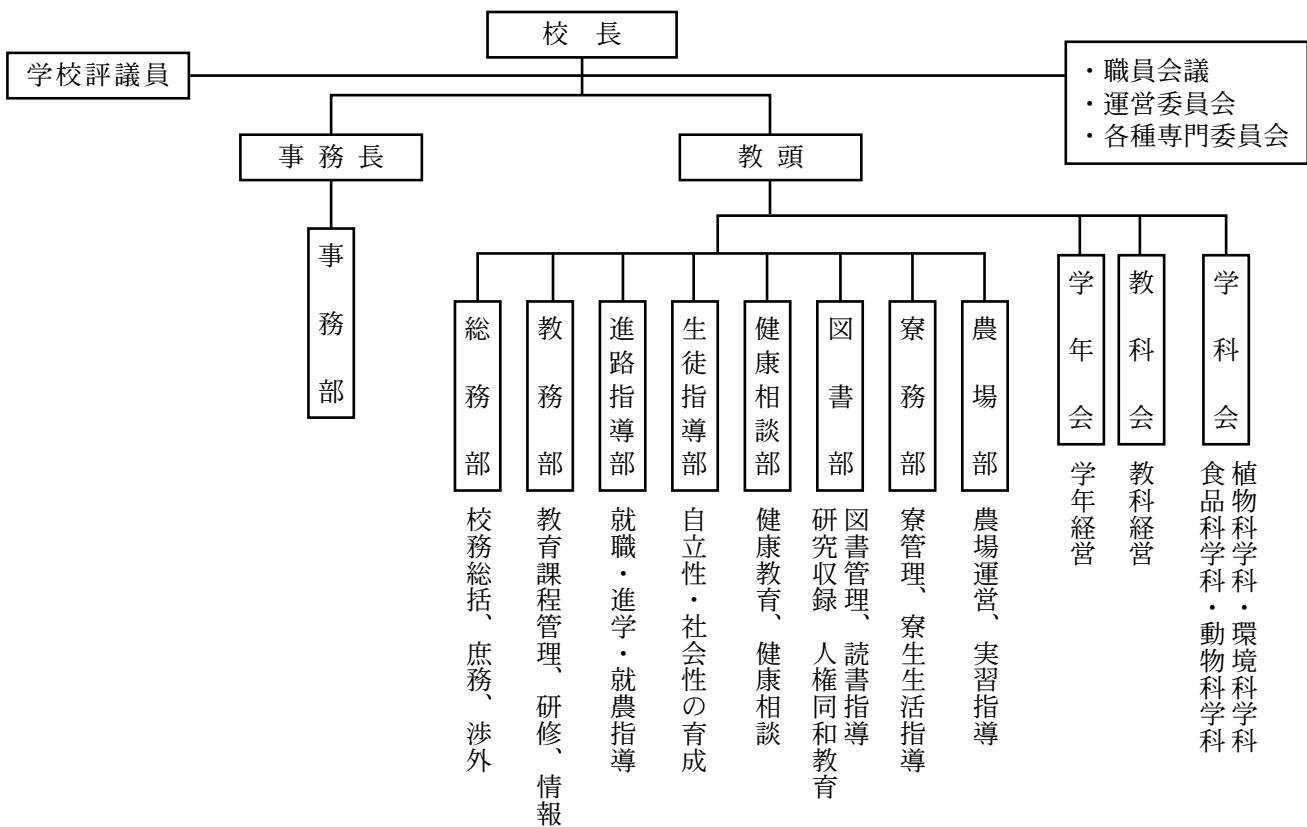 校長
学校評議員
・職員会議
・運営委員会
・各種専門委員会
事務長
教頭
事務部
総務部
教務部
進路指導部
生徒指導部
健康相談部
図書部
寮務部
農場部
学年会
教科会
学科会
校務総括、庶務、渉外
教育課程管理、研修、情報
就職・進学・就農指導
自立性・社会性の育成
健康教育、健康相談
図書管理、読書指導
研究収録　人権同和教育
寮管理、寮生生活指導
農場運営、実習指導
学年経営
教科経営
植物科学科・環境科学科
食品科学科・動物科学科